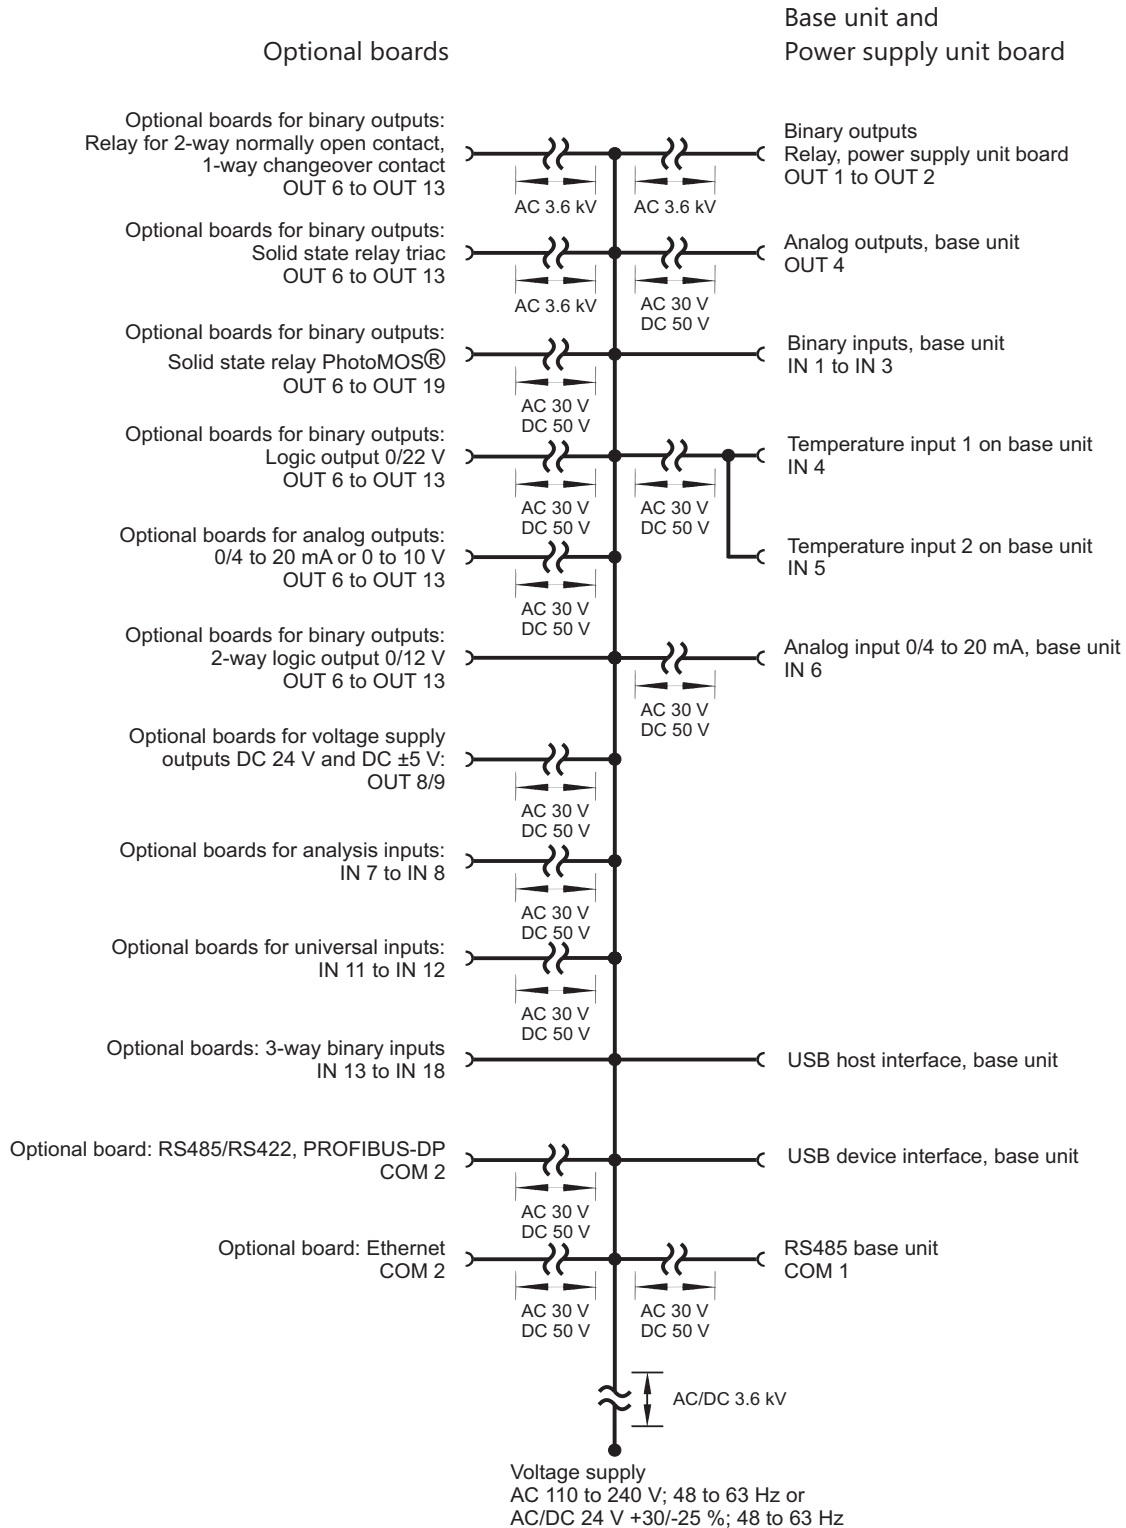 Optional boards
Base unit and
Power supply unit board
Optional boards for binary outputs:
Relay for 2-way normally open contact,
1-way changeover contact
OUT 6 to OUT 13
AC 3.6 kV
AC 3.6 kV
Binary outputs
Relay, power supply unit board
OUT 1 to OUT 2
Optional boards for binary outputs:
Solid state relay triac
OUT 6 to OUT 13
AC 3.6 kV
AC 30 V
DC 50 V
Analog outputs, base unit
OUT 4
Optional boards for binary outputs:
Solid state relay PhotoMOS®
OUT 6 to OUT 19
AC 30 V
DC 50 V
Binary inputs, base unit
IN 1 to IN 3
Optional boards for binary outputs:
Logic output 0/22 V
OUT 6 to OUT 13
AC 30 V
DC 50 V
AC 30 V
DC 50 V
Temperature input 1 on base unit
IN 4
Optional boards for analog outputs:
0/4 to 20 mA or 0 to 10 V
OUT 6 to OUT 13
AC 30 V
DC 50 V
Temperature input 2 on base unit
IN 5
Optional boards for binary outputs:
2-way logic output 0/12 V
OUT 6 to OUT 13
AC 30 V
DC 50 V
Analog input 0/4 to 20 mA, base unit
IN 6
Optional boards for voltage supply
outputs DC 24 V and DC ±5 V:
OUT 8/9
AC 30 V
DC 50 V
Optional boards for analysis inputs:
IN 7 to IN 8
AC 30 V
DC 50 V
Optional boards for universal inputs:
IN 11 to IN 12
AC 30 V
DC 50 V
Optional boards: 3-way binary inputs
IN 13 to IN 18
USB host interface, base unit
Optional board: RS485/RS422, PROFIBUS-DP
COM 2
AC 30 V
DC 50 V
USB device interface, base unit
Optional board: Ethernet
COM 2
AC 30 V
DC 50 V
AC 30 V
DC 50 V
RS485 base unit
COM 1
AC/DC 3.6 kV
Voltage supply
AC 110 to 240 V; 48 to 63 Hz or
AC/DC 24 V +30/-25 %; 48 to 63 Hz